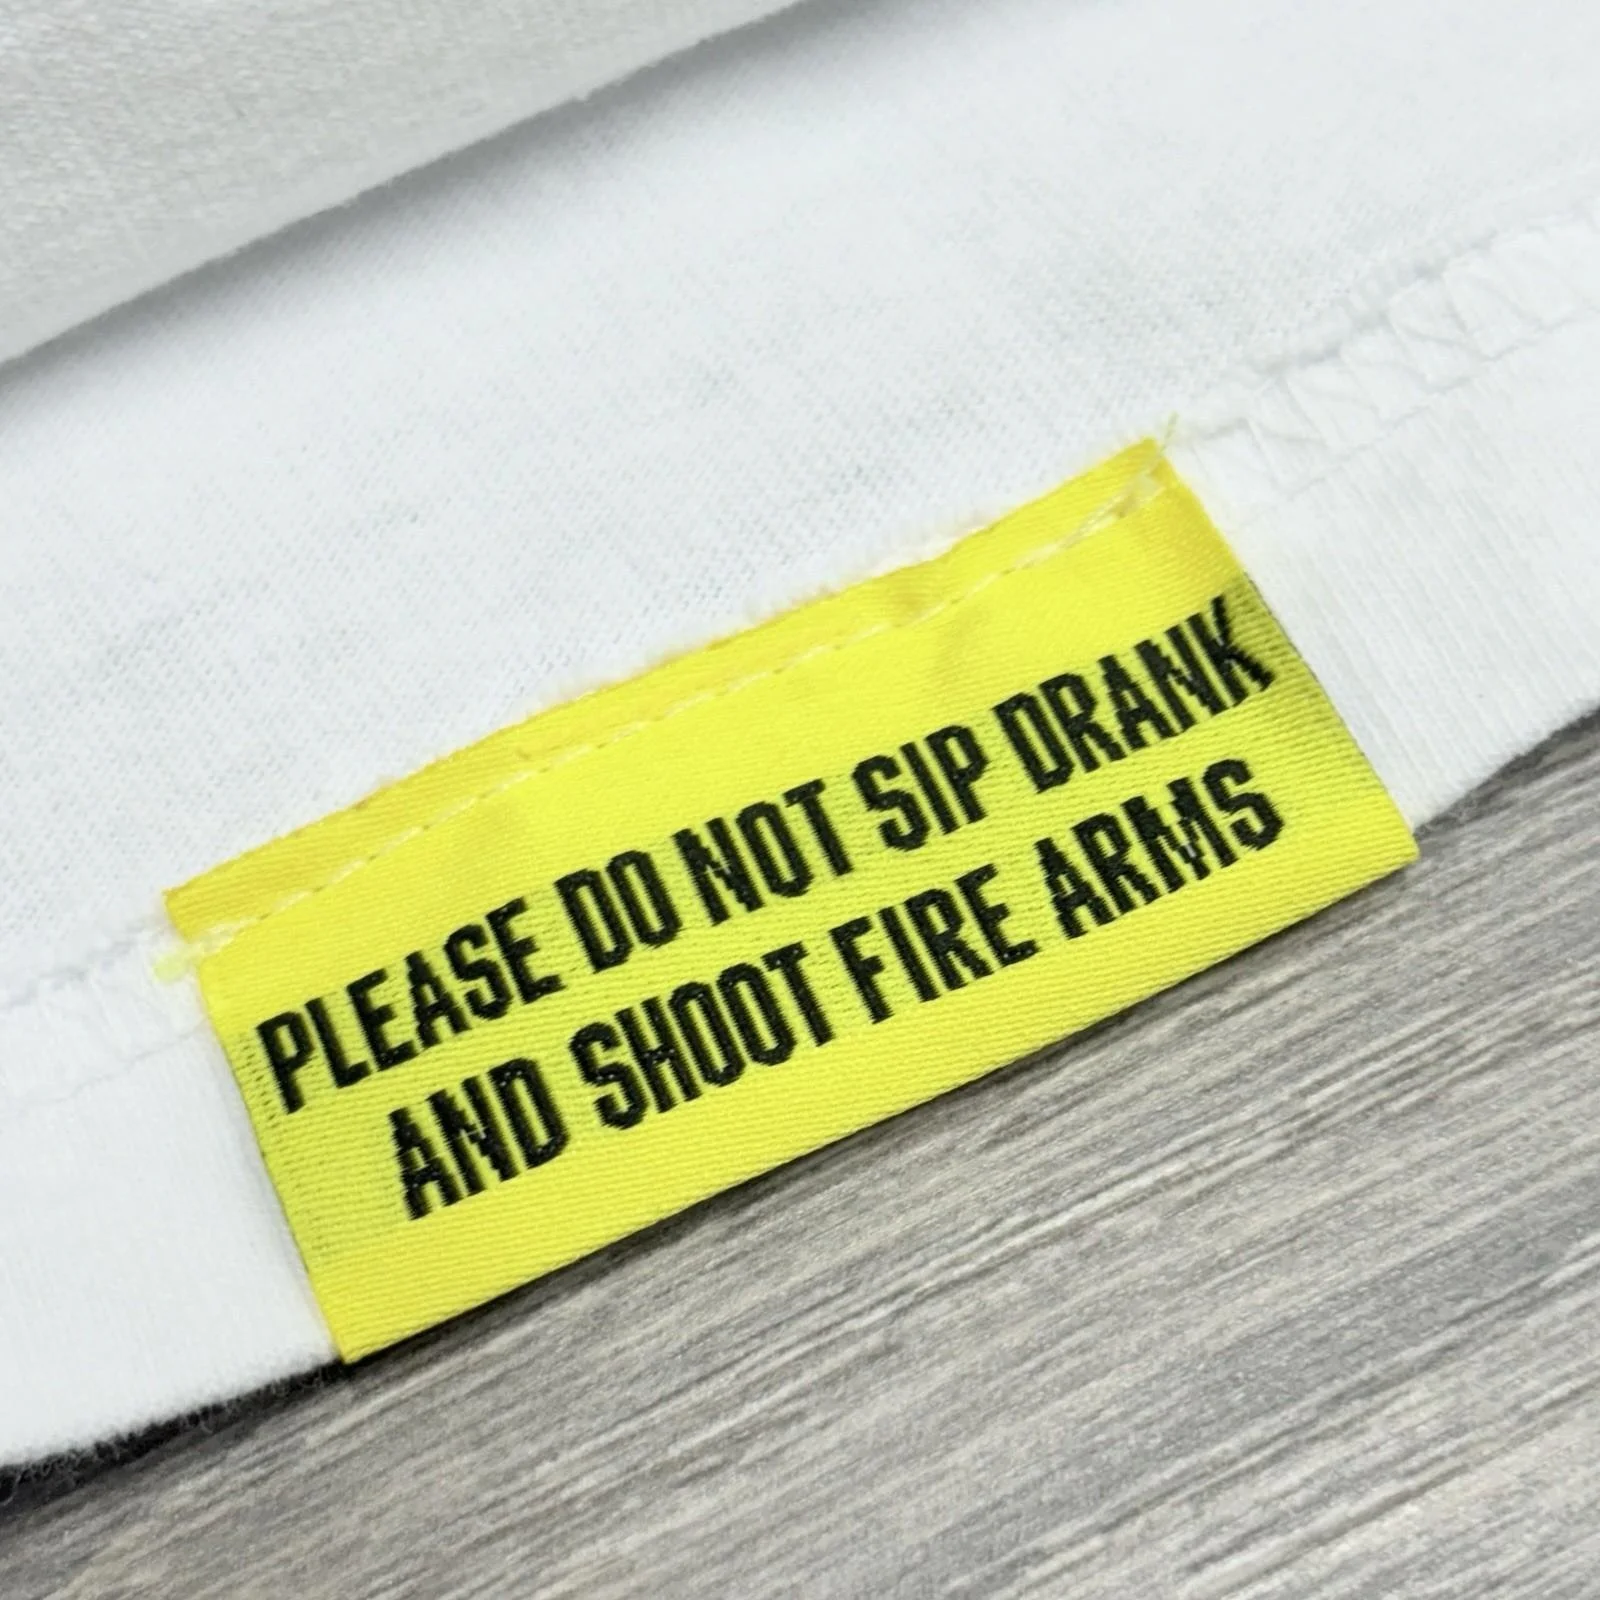 PLEASE DO NOT SIP DRANK
AND SHOOT FIRE ARMS